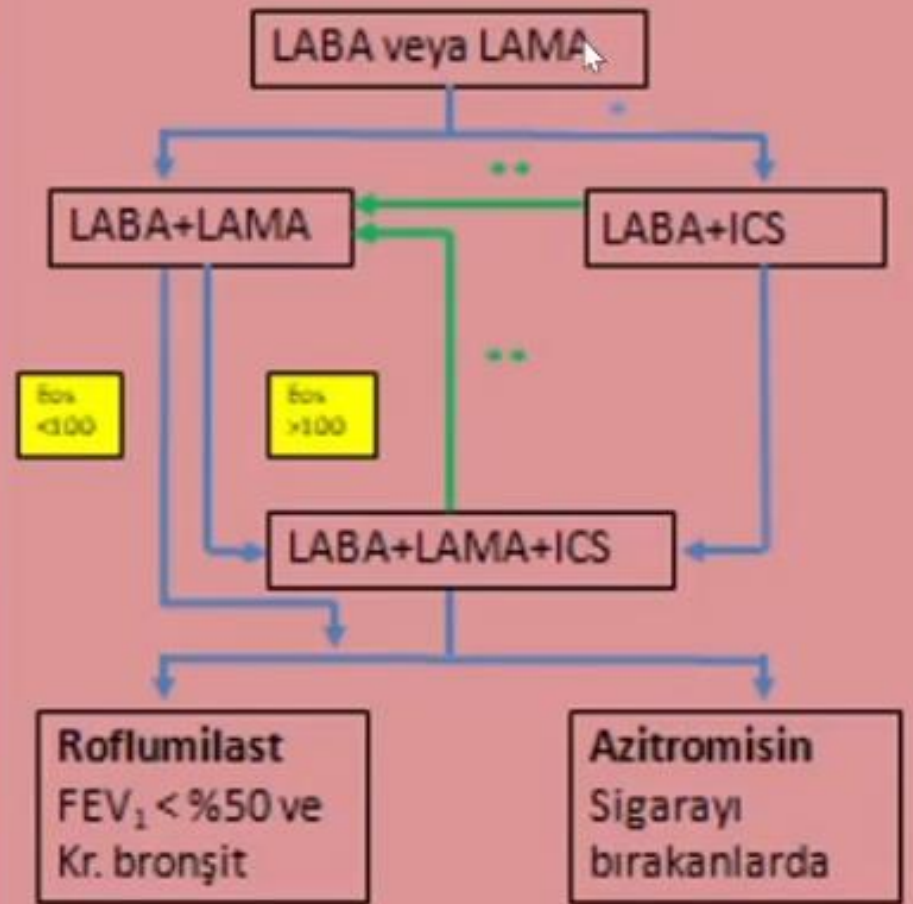 LABA veya LAMA
*
**
LABA+LAMA
LABA+ICS
**
Eos
<100
Eos
>100
LABA+LAMA+ICS
Roflumilast
FEV₁ < %50 ve
Kr. bronşit
Azitromisin
Sigarayı
bırakanlarda